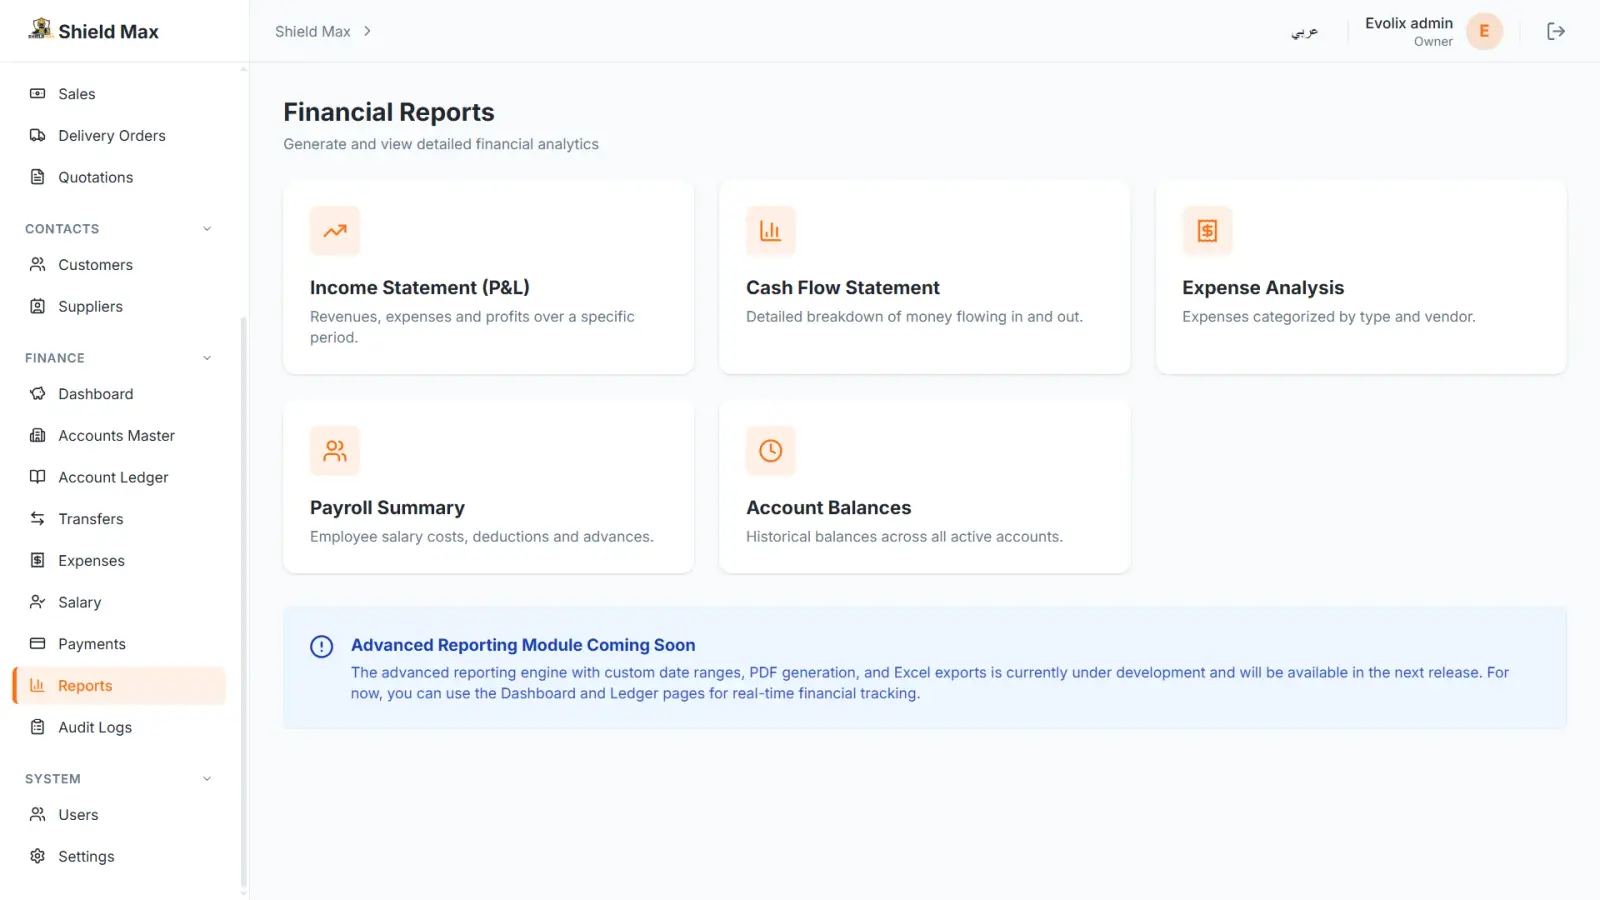 Shield Max
Sales
Delivery Orders
Quotations
CONTACTS
Customers
Suppliers
FINANCE
Dashboard
Accounts Master
Account Ledger
Transfers
Expenses
Salary
Payments
Reports
Audit Logs
SYSTEM
Users
Settings
Shield Max
عربي
Evolix admin
Owner
E
Financial Reports
Generate and view detailed financial analytics
Income Statement (P&L)
Revenues, expenses and profits over a specific
period.
Cash Flow Statement
Detailed breakdown of money flowing in and out.
Expense Analysis
Expenses categorized by type and vendor.
Payroll Summary
Employee salary costs, deductions and advances.
Account Balances
Historical balances across all active accounts.
Advanced Reporting Module Coming Soon
The advanced reporting engine with custom date ranges, PDF generation, and Excel exports is currently under development and will be available in the next release. For
now, you can use the Dashboard and Ledger pages for real-time financial tracking.